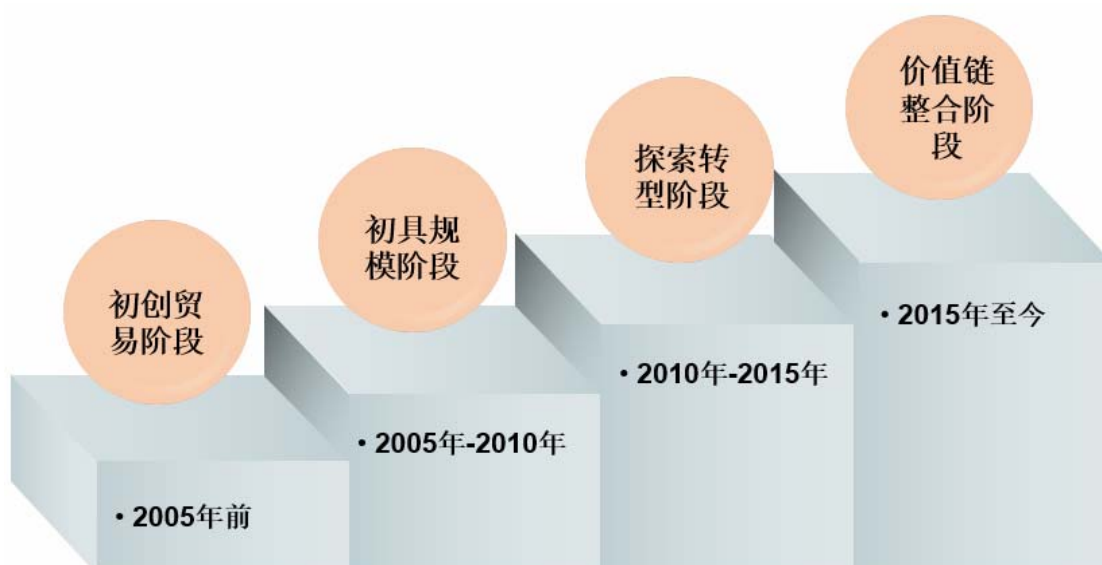 初创贸
易阶段
• 2005年前
初具规
模阶段
• 2005年-2010年
探索转
型阶段
• 2010年-2015年
价值链
整合阶
段
• 2015年至今